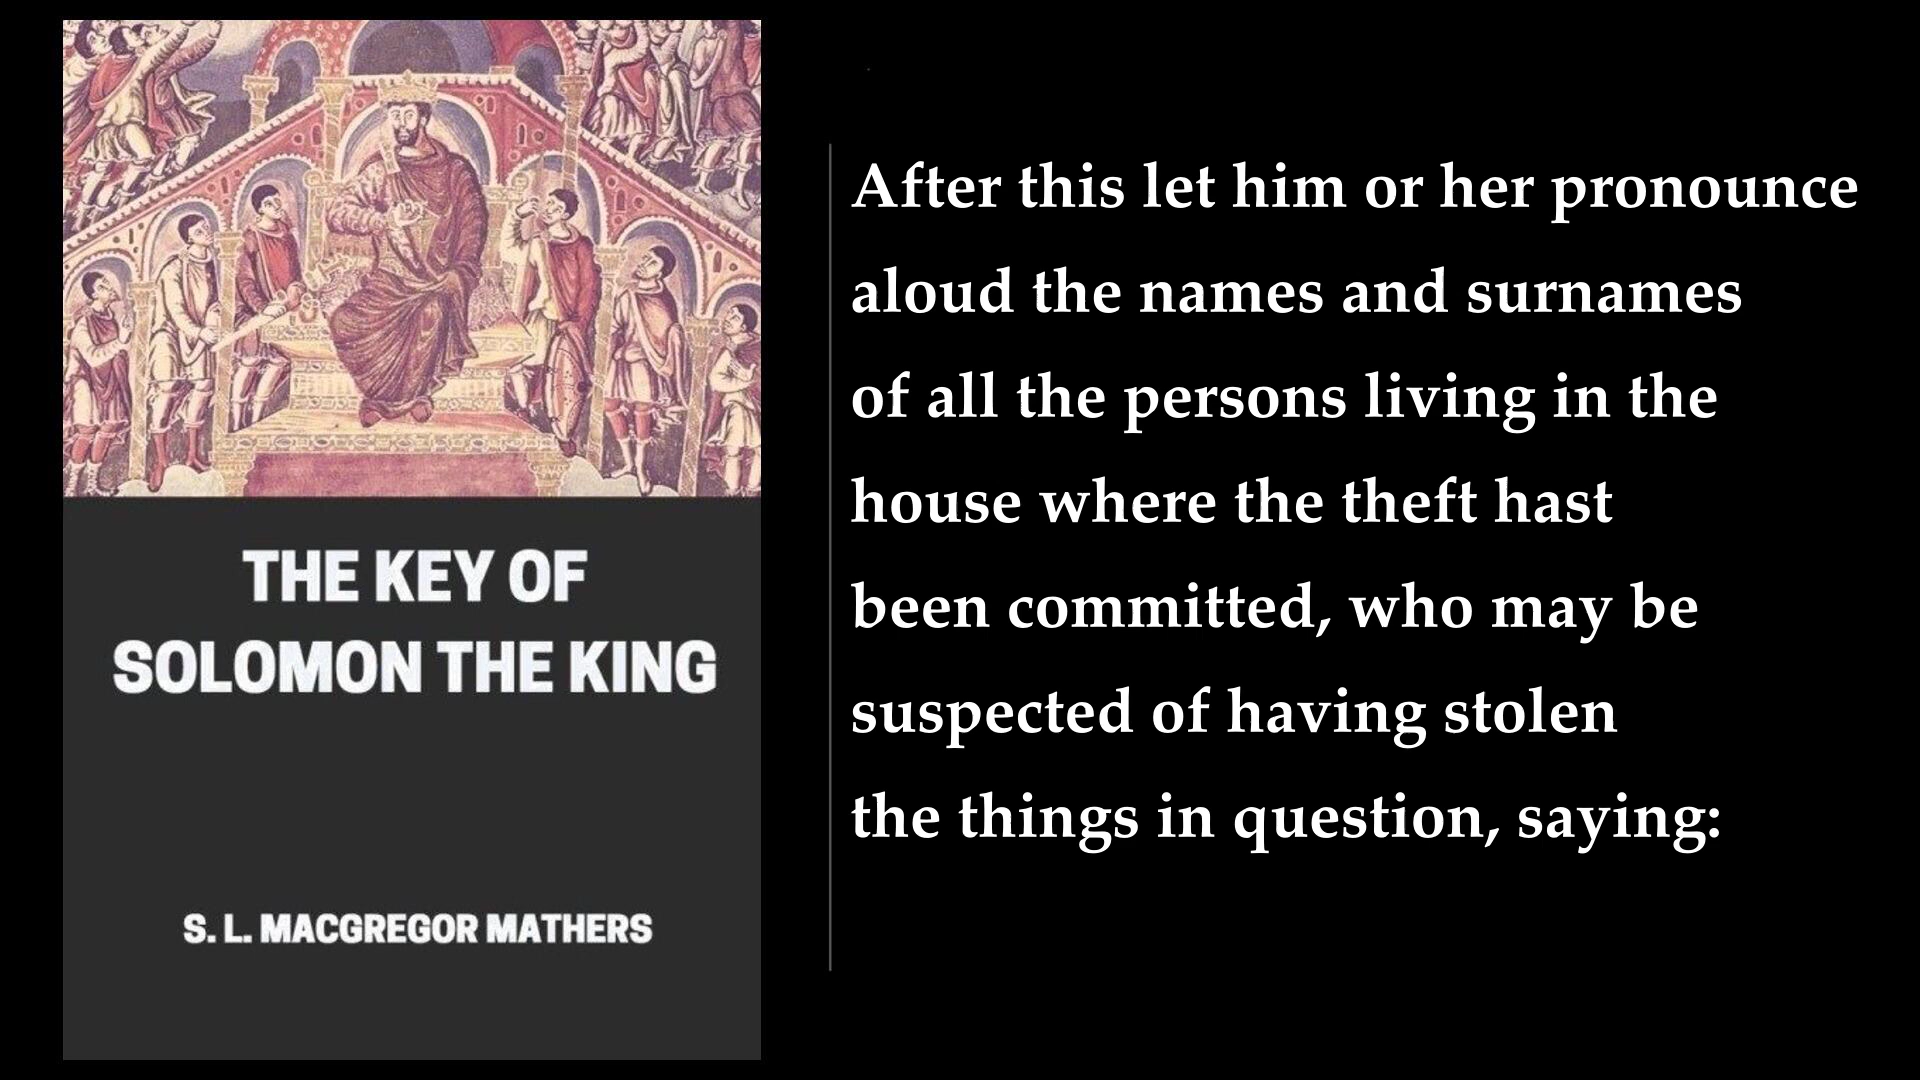 THE KEY OF
SOLOMON THE KING
S. L. MACGREGOR MATHERS
After this let him or her pronounce
aloud the names and surnames
of all the persons living in the
house where the theft hast
been committed, who may be
suspected of having stolen
the things in question, saying: